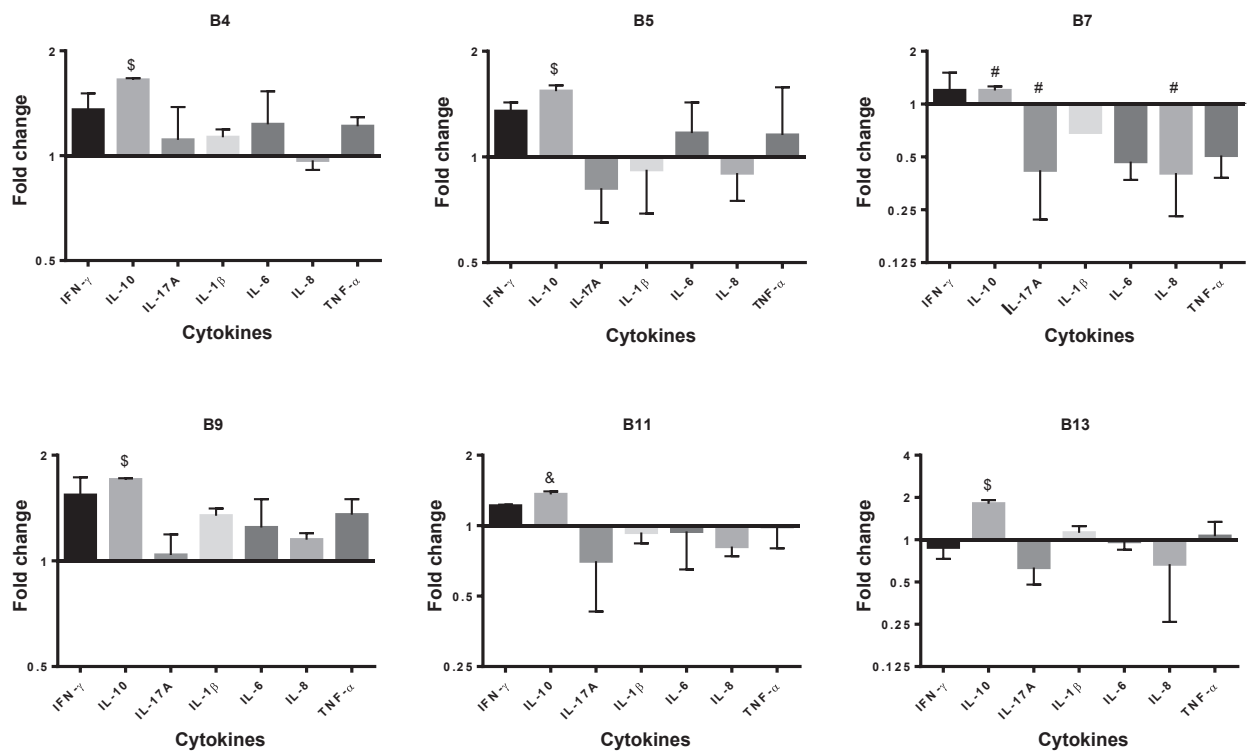 B4
Fold change
2
1
0.5
$
IFN-γ
IL-10
IL-17A
IL-1β
IL-6
IL-8
TNF-α
Cytokines
B5
Fold change
2
1
0.5
$
IFN-γ
IL-10
IL-17A
IL-1β
IL-6
IL-8
TNF-α
Cytokines
B7
Fold change
2
1
0.5
0.25
0.125
# # #
IFN-γ
IL-10
IL-17A
IL-1β
IL-6
IL-8
TNF-α
Cytokines
B9
Fold change
2
1
0.5
$
IFN-γ
IL-10
IL-17A
IL-1β
IL-6
IL-8
TNF-α
Cytokines
B11
Fold change
2
1
0.5
0.25
&
IFN-γ
IL-10
IL-17A
IL-1β
IL-6
IL-8
TNF-α
Cytokines
B13
Fold change
4
2
1
0.5
0.25
0.125
$
IFN-γ
IL-10
IL-17A
IL-1β
IL-6
IL-8
TNF-α
Cytokines